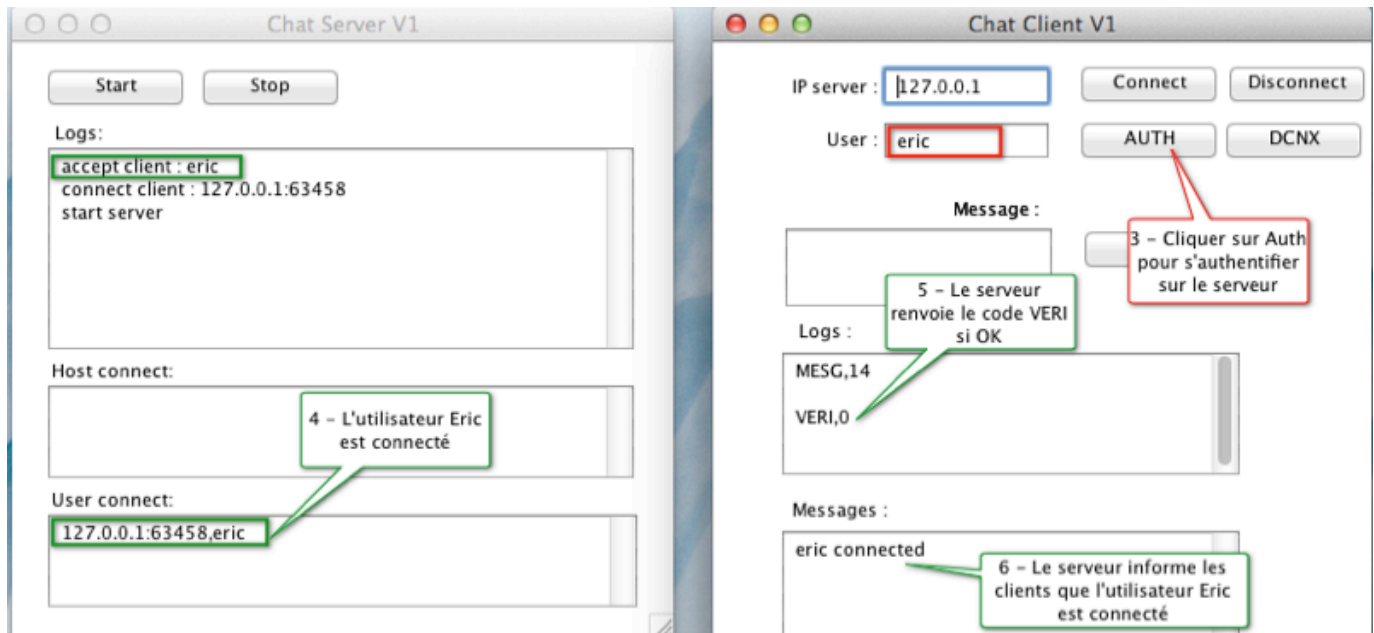 Chat Server V1
Start
Stop
Logs:
accept client : eric
connect client : 127.0.0.1:63458
start server
Host connect:
4 – L'utilisateur Eric
est connecté
User connect:
127.0.0.1:63458,eric
Chat Client V1
IP server :
127.0.0.1
Connect
Disconnect
User :
eric
AUTH
DCNX
Message :
3 – Cliquer sur Auth
pour s'authentifier
sur le serveur
5 – Le serveur
renvoie le code VERI
si OK
Logs :
MESG,14
VERI,0
Messages :
eric connected
6 – Le serveur informe les
clients que l'utilisateur Eric
est connecté